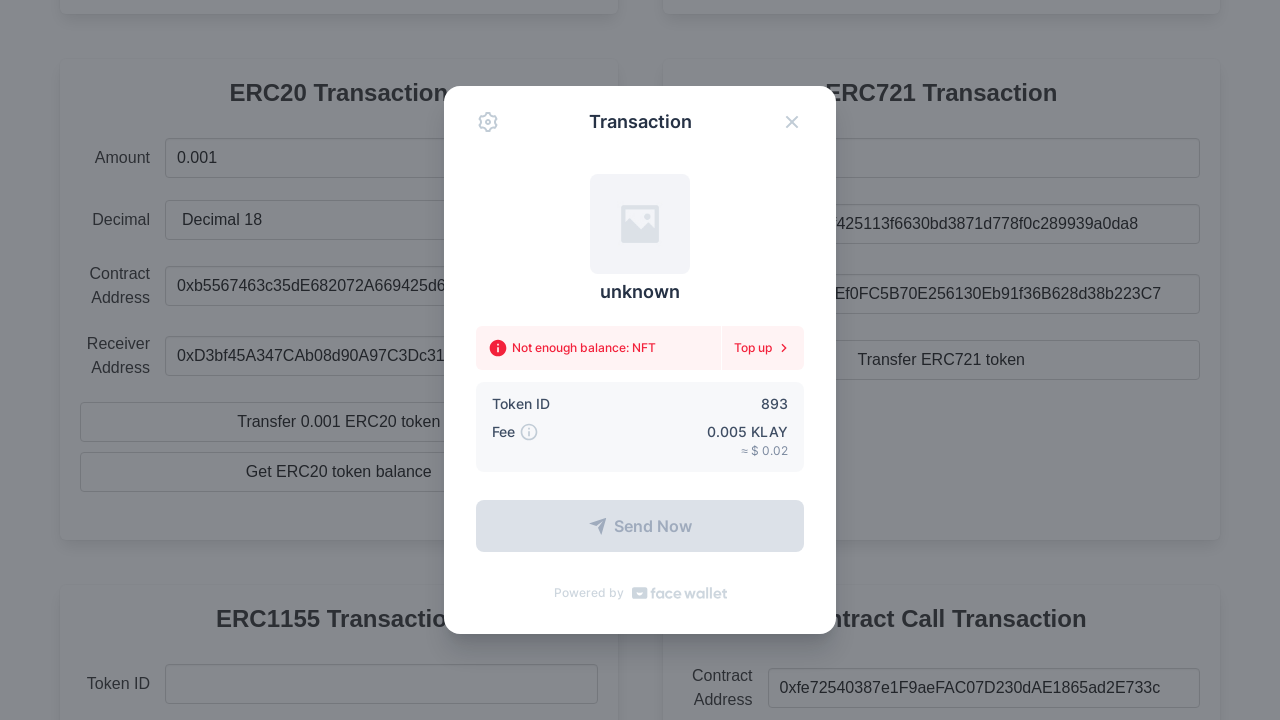 ERC20 Transaction
Amount
0.001
Decimal
Decimal 18
Contract
Address
0xb5567463c35dE682072A669425d6
Receiver
Address
0xD3bf45A347CAb08d90A97C3Dc31
Transfer 0.001 ERC20 token
Get ERC20 token balance
Transaction
unknown
Not enough balance: NFT
Top up
Token ID
893
Fee
0.005 KLAY
≈ $ 0.02
Send Now
Powered by face wallet
ERC721 Transaction
425113f6630bd3871d778f0c289939a0da8
Ef0FC5B70E256130Eb91f36B628d38b223C7
Transfer ERC721 token
ERC1155 Transactio
Token ID
ntract Call Transaction
Contract
Address
0xfe72540387e1F9aeFAC07D230dAE1865ad2E733c